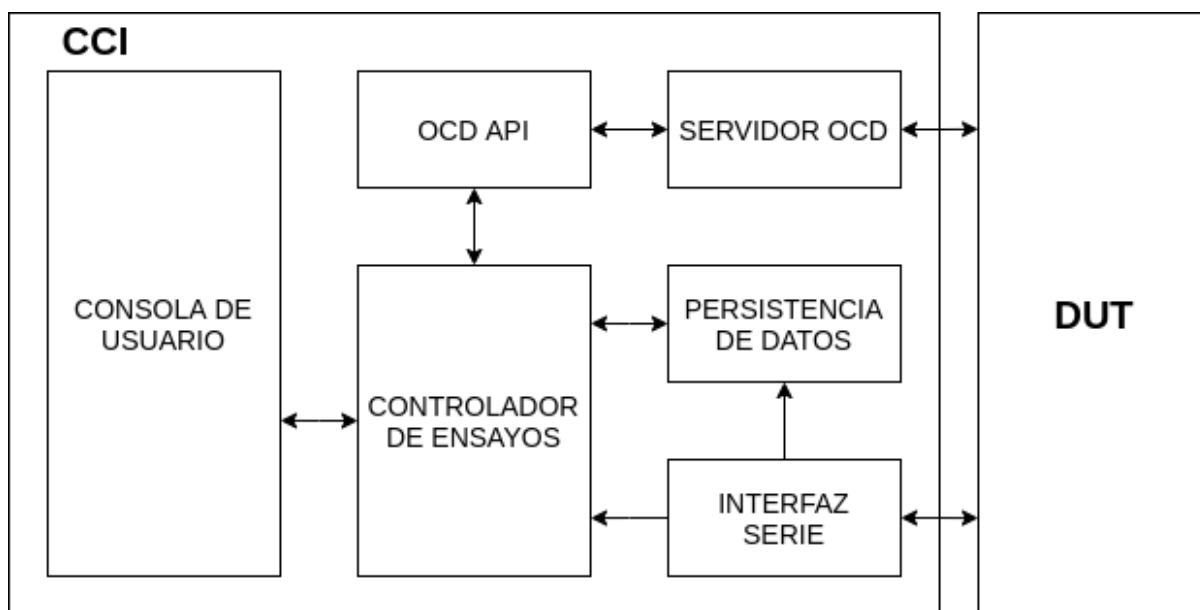 CCI
OCD API
SERVIDOR OCD
CONSOLA DE
USUARIO
PERSISTENCIA
DE DATOS
DUT
CONTROLADOR
DE ENSAYOS
INTERFAZ
SERIE